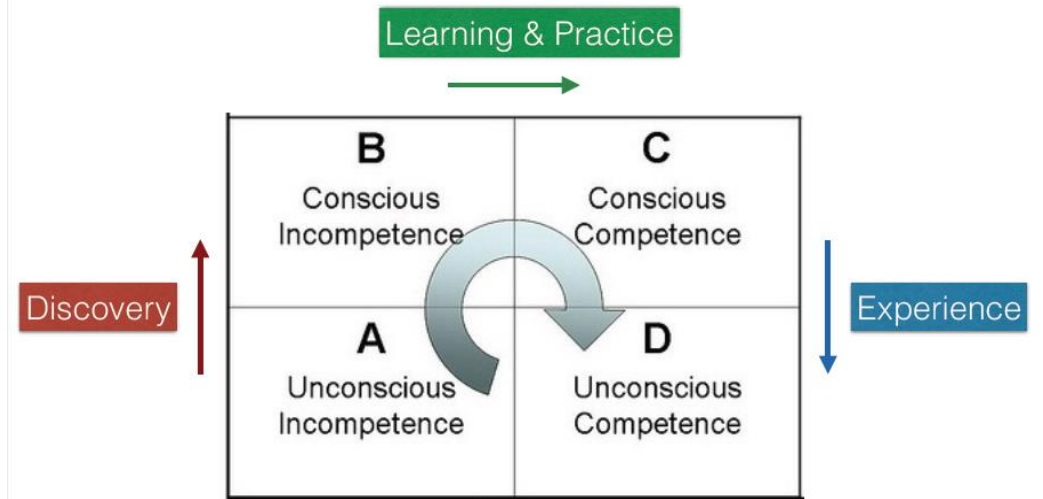 Learning & Practice
B
Conscious
Incompetence
C
Conscious
Competence
Discovery
Experience
A
Unconscious
Incompetence
D
Unconscious
Competence